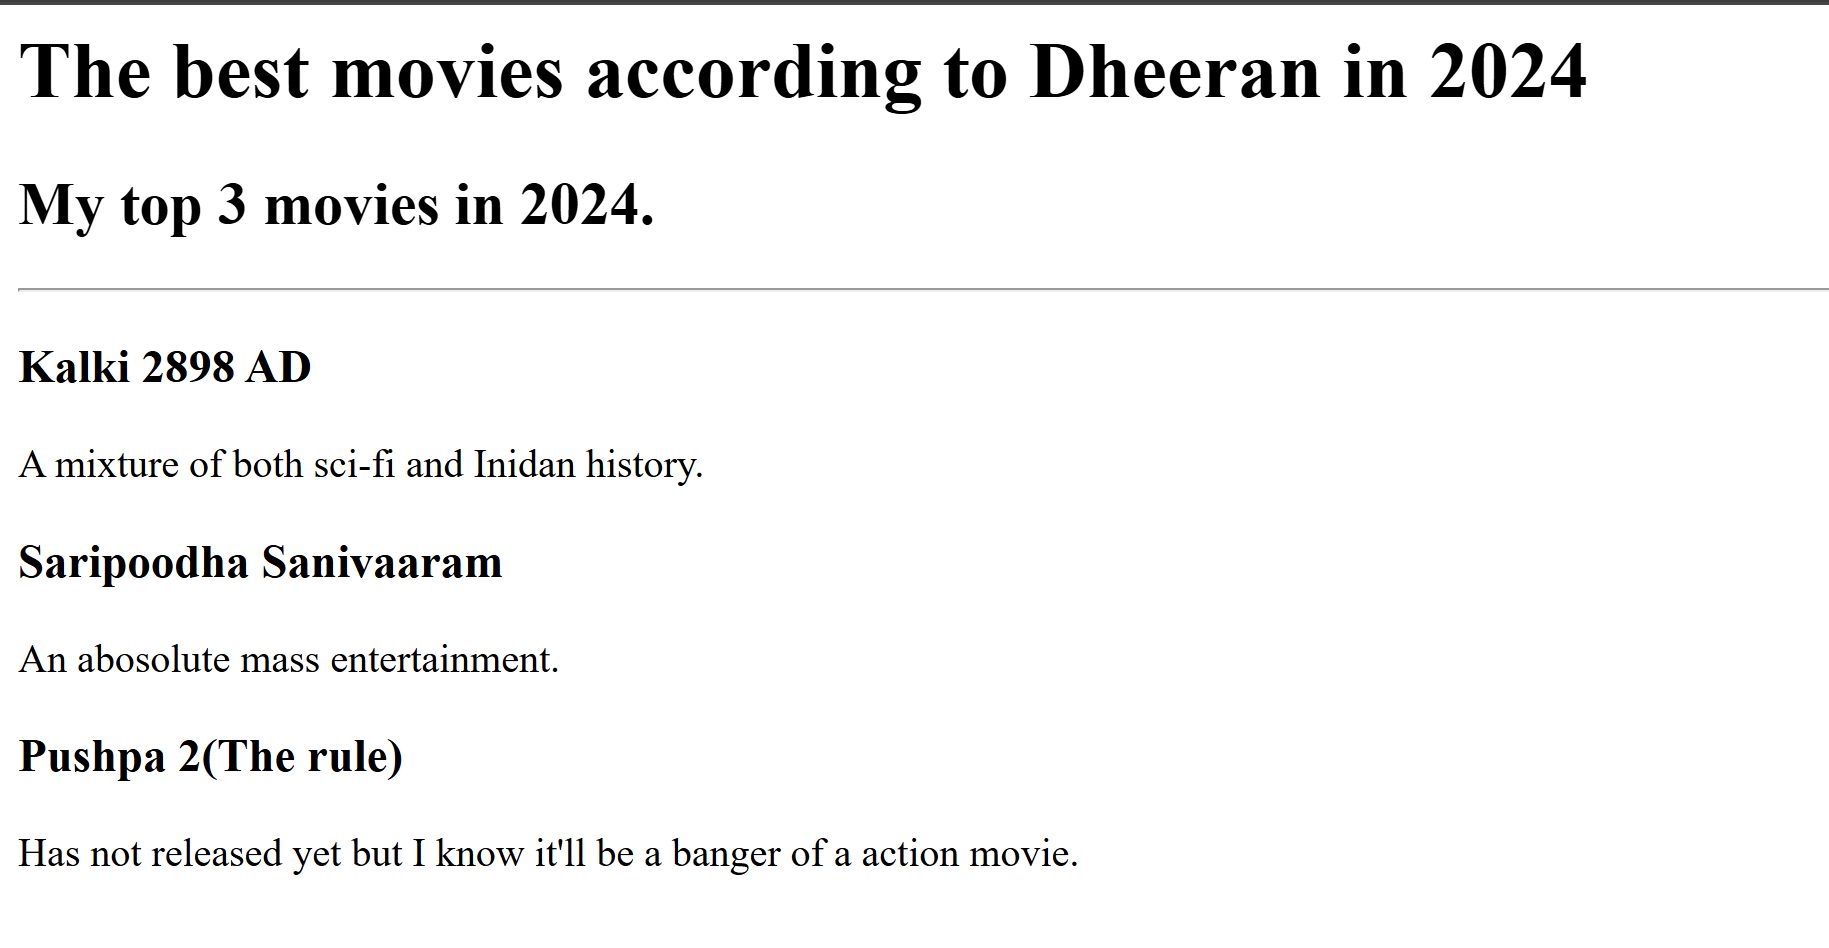 The best movies according to Dheeran in 2024
My top 3 movies in 2024.
Kalki 2898 AD
A mixture of both sci-fi and Inidan history.
Saripoodha Sanivaaram
An abosolute mass entertainment.
Pushpa 2(The rule)
Has not released yet but I know it'll be a banger of a action movie.